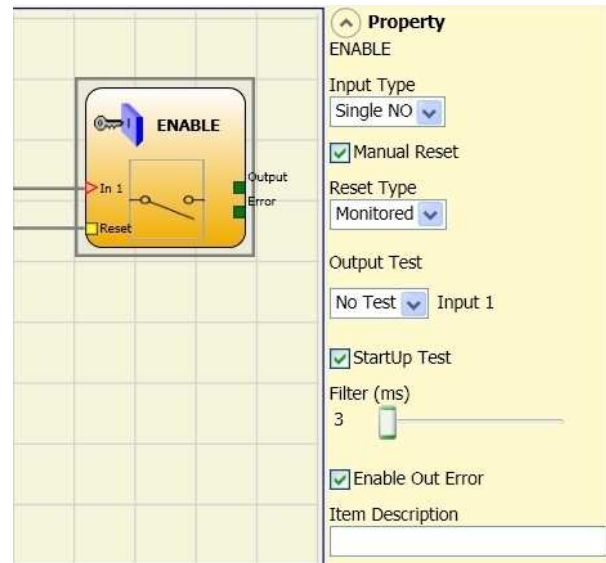 ENABLE
In 1
Output
Error
Reset
Property
ENABLE
Input Type
Single NO
Manual Reset
Reset Type
Monitored
Output Test
No Test Input 1
StartUp Test
Filter (ms)
3
Enable Out Error
Item Description